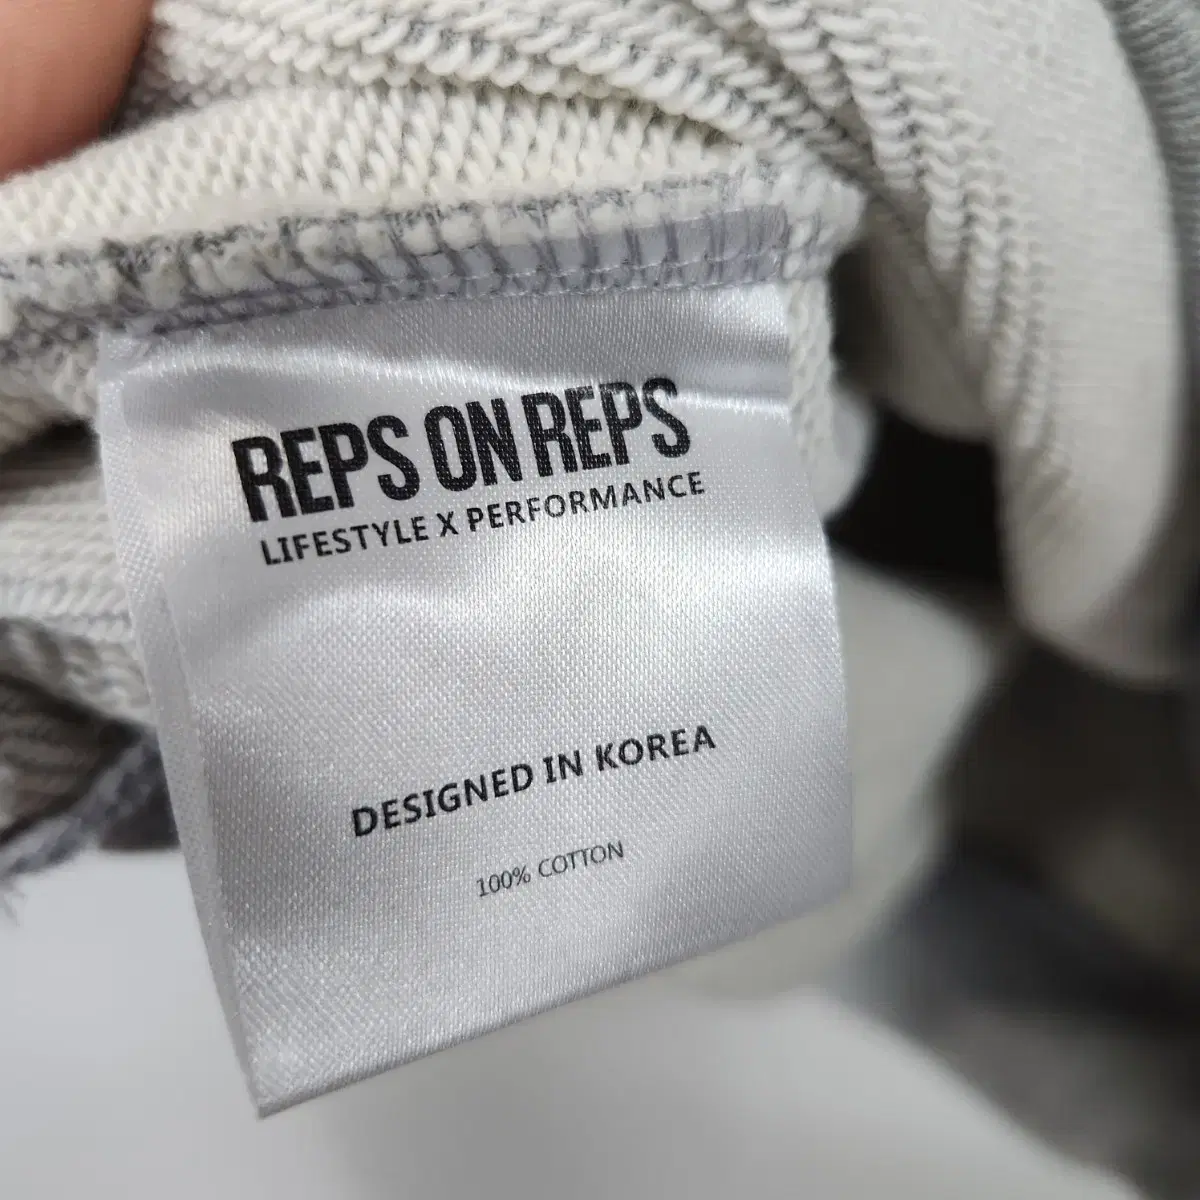 REPS ON REPS
LIFESTYLE X PERFORMANCE
DESIGNED IN KOREA
100% COTTON